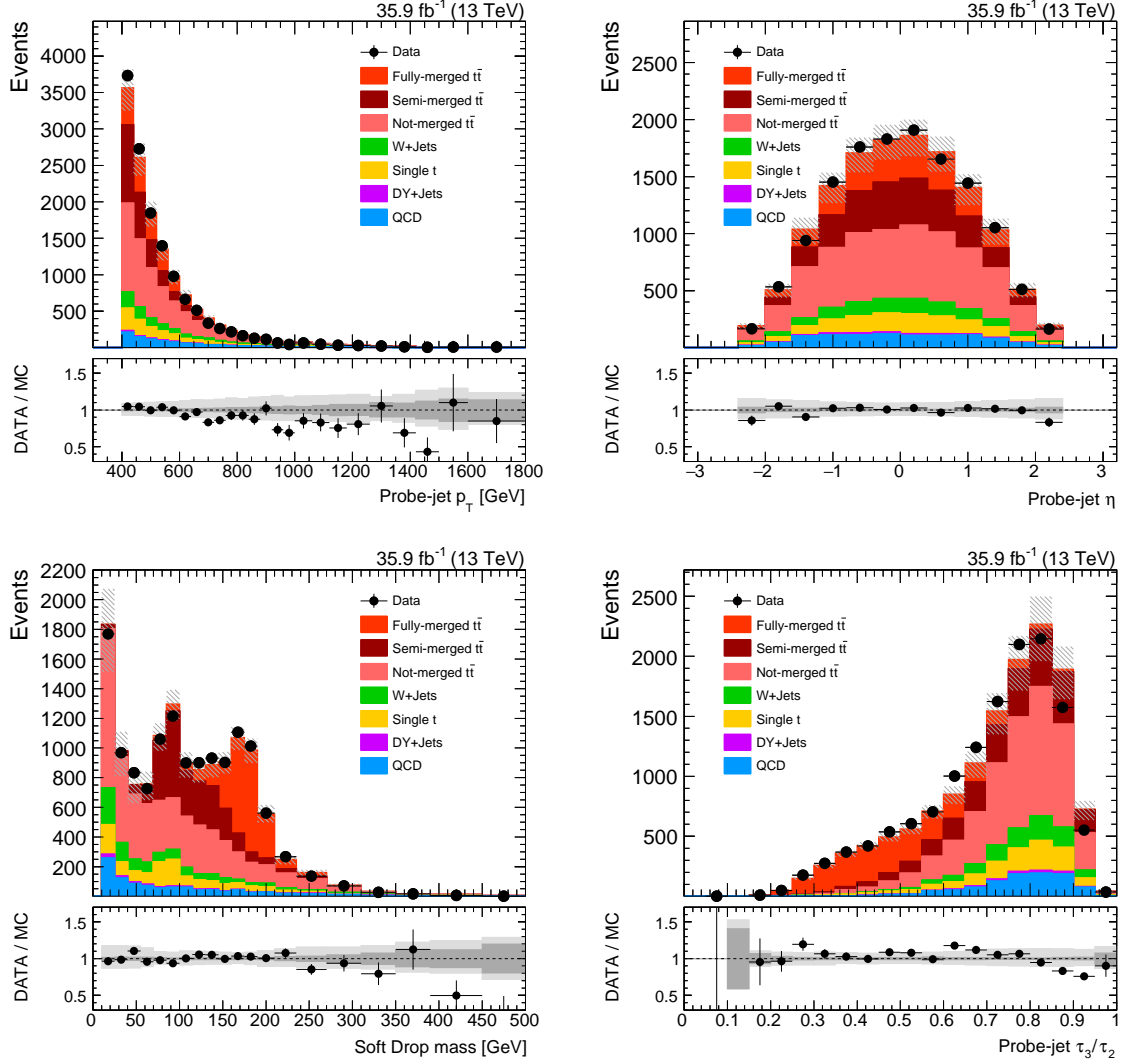 35.9 fb⁻¹ (13 TeV)
Events
4000
3500
3000
2500
2000
1500
1000
500
Data
Fully-merged tt̄
Semi-merged tt̄
Not-merged tt̄
W+Jets
Single t
DY+Jets
QCD
DATA / MC
1.5
1
0.5
400 600 800 1000 1200 1400 1600 1800
Probe-jet p_T [GeV]
35.9 fb⁻¹ (13 TeV)
Events
2500
2000
1500
1000
500
Data
Fully-merged tt̄
Semi-merged tt̄
Not-merged tt̄
W+Jets
Single t
DY+Jets
QCD
DATA / MC
1.5
1
0.5
−3 −2 −1 0 1 2 3
Probe-jet η
35.9 fb⁻¹ (13 TeV)
Events
2200
2000
1800
1600
1400
1200
1000
800
600
400
200
Data
Fully-merged tt̄
Semi-merged tt̄
Not-merged tt̄
W+Jets
Single t
DY+Jets
QCD
DATA / MC
1.5
1
0.5
0 50 100 150 200 250 300 350 400 450 500
Soft Drop mass [GeV]
35.9 fb⁻¹ (13 TeV)
Events
2500
2000
1500
1000
500
0
Data
Fully-merged tt̄
Semi-merged tt̄
Not-merged tt̄
W+Jets
Single t
DY+Jets
QCD
DATA / MC
1.5
1
0.5
0 0.1 0.2 0.3 0.4 0.5 0.6 0.7 0.8 0.9 1
Probe-jet τ₃/τ₂